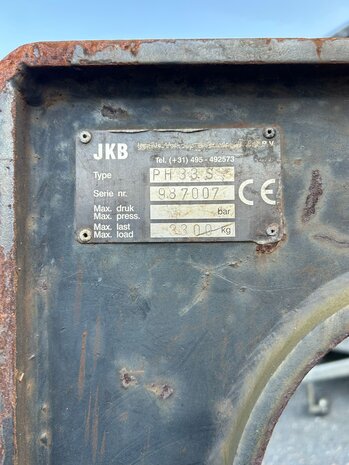 JKB B.V.
Tel. (+31) 495 - 492573
Type PH 33 S
Serie nr. 987007
Max. druk
Max. press. bar
Max. last
Max. load 3300 kg
CE